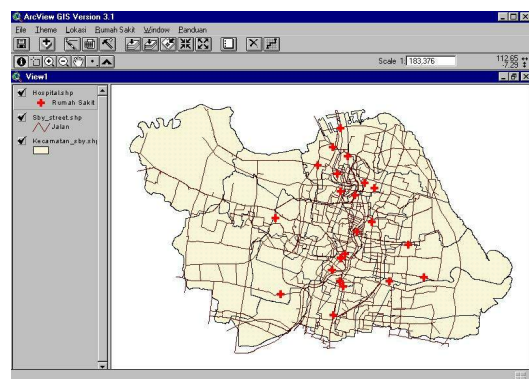 ArcView GIS Version 3.1
File Theme Lokasi Rumah Sakit Window Panduan
Scale 1: 183,376
112.65
-7.29
View1
Hospital.shp
Rumah Sakit
Sby_street.shp
Jalan
Kecamatan_sby.shp